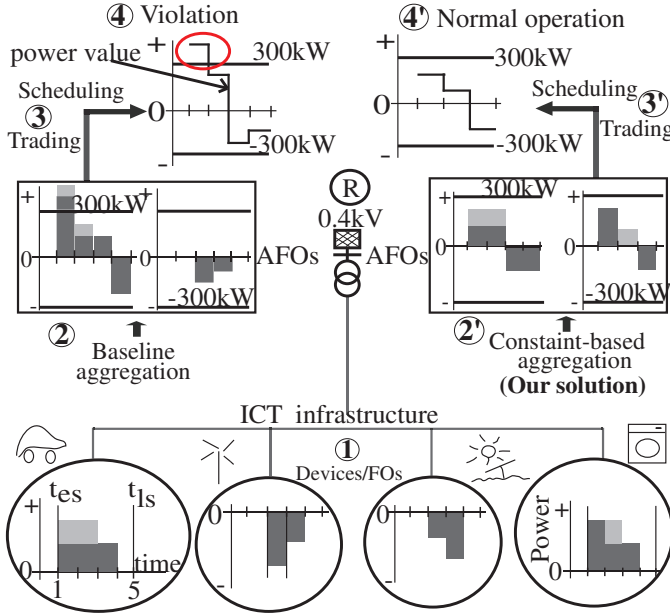 ④ Violation
④' Normal operation
+
300kW
power value
0
-300kW
-
Scheduling
③
Trading
+
300kW
0
-300kW
-
Scheduling
③'
Trading
+
300kW
0
-
+
0
-300kW
-
AFOs
R
0.4kV
AFOs
+
300kW
0
-
+
0
-300kW
-
②
Baseline
aggregation
②'
Constaint-based
aggregation
(Our solution)
ICT infrastructure
①
Devices/FOs
+
tes
tls
0
time
1
5
0
-
0
-
Power
+
0